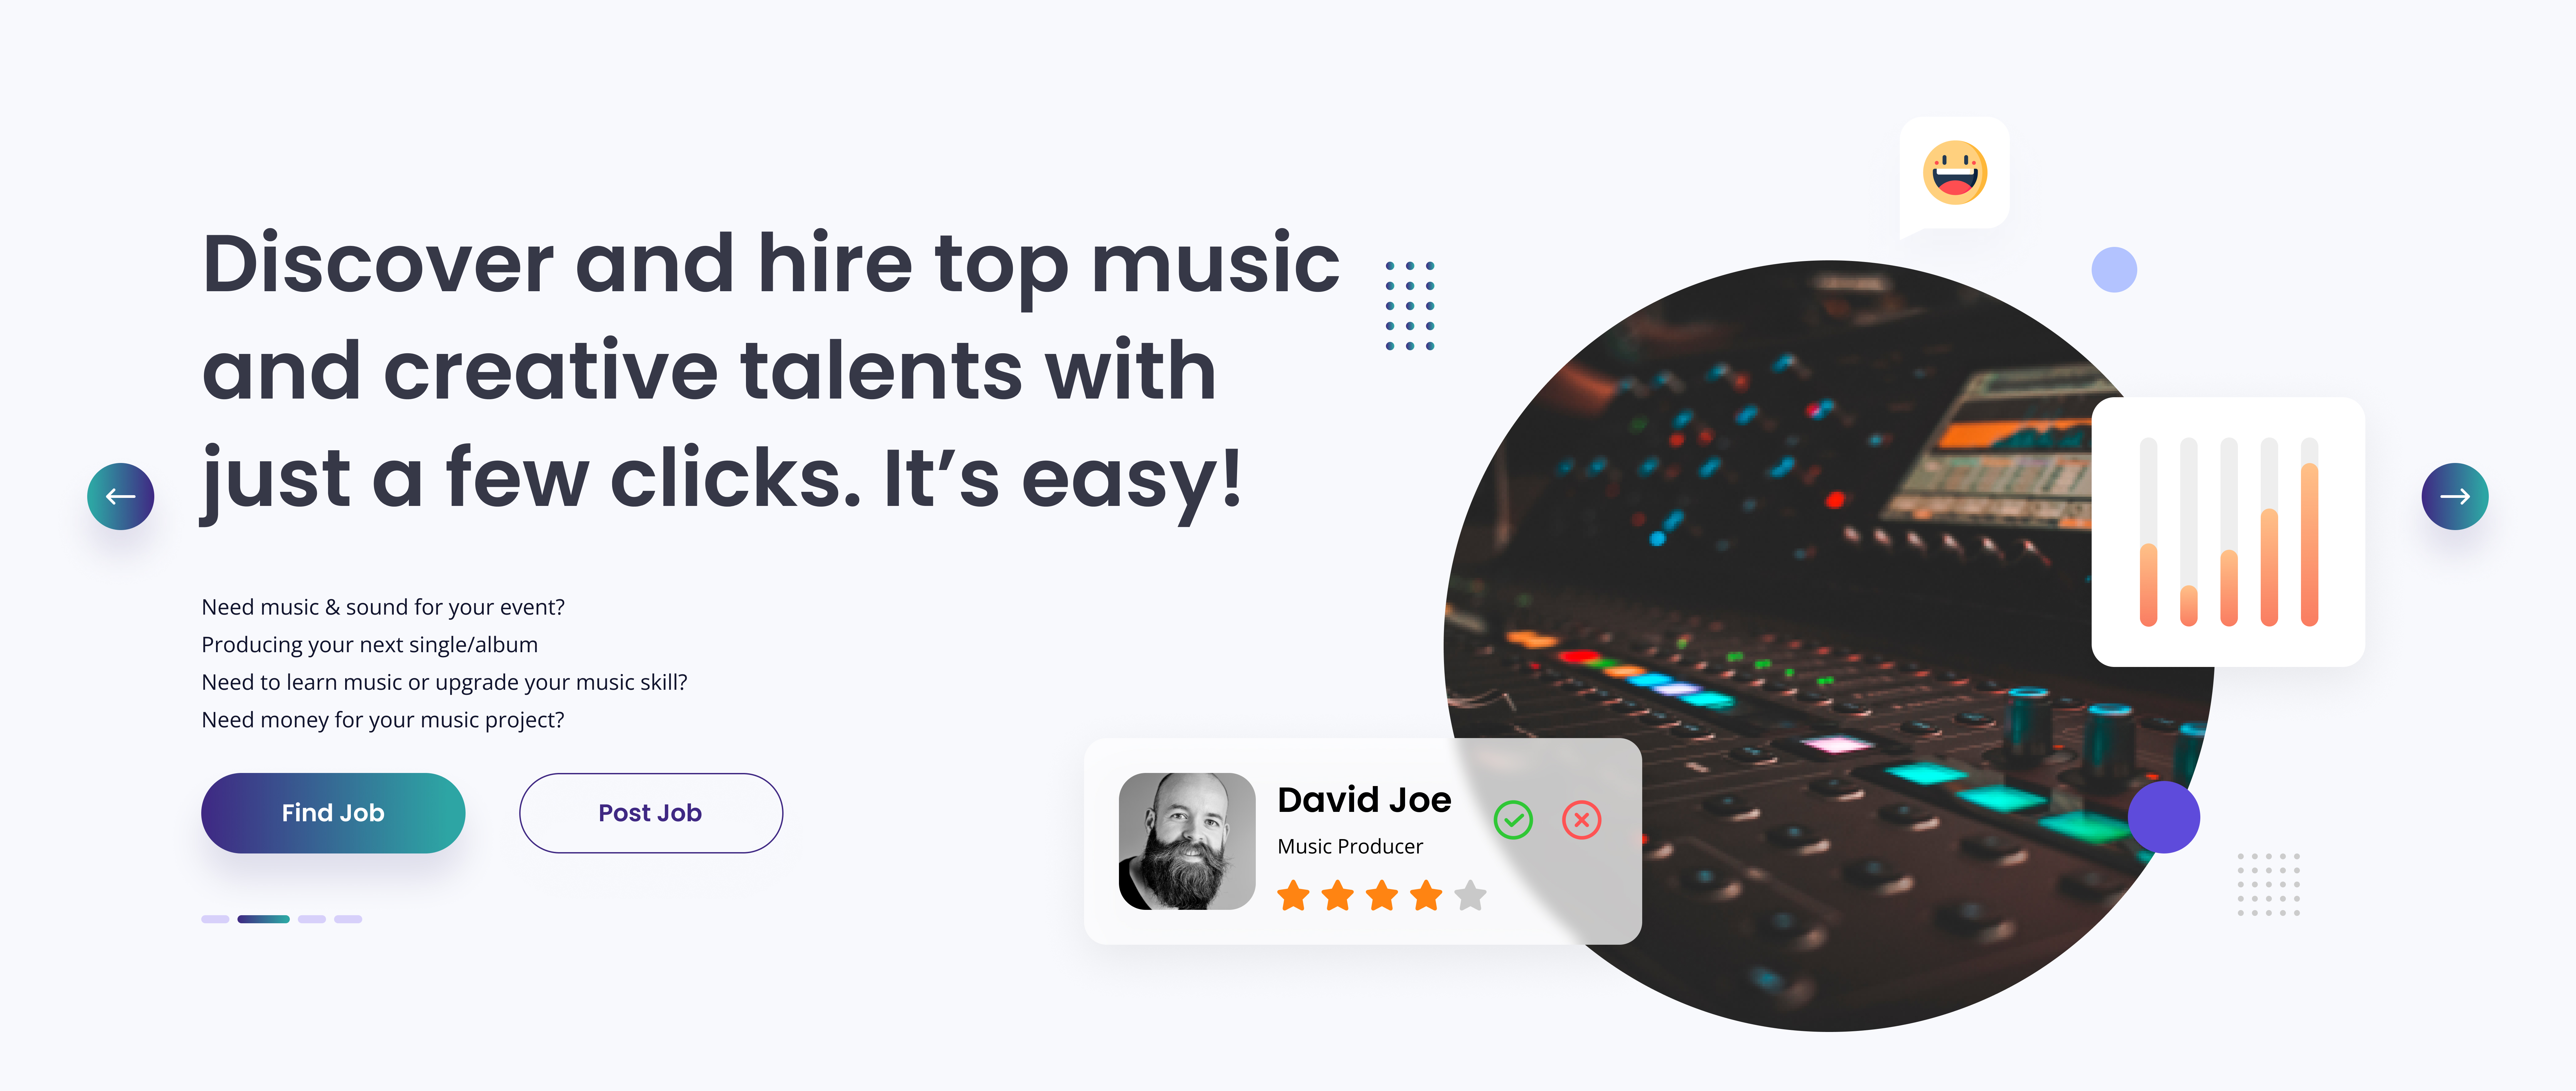 Discover and hire top music
and creative talents with
just a few clicks. It’s easy!
Need music & sound for your event?
Producing your next single/album
Need to learn music or upgrade your music skill?
Need money for your music project?
Find Job
Post Job
David Joe
Music Producer